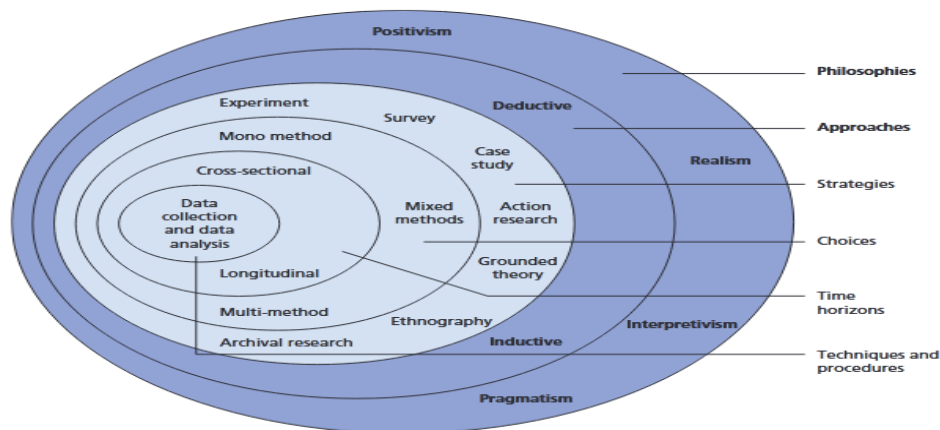 Positivism
Philosophies
Experiment
Deductive
Survey
Approaches
Mono method
Case
study
Realism
Cross-sectional
Strategies
Data
collection
and data
analysis
Mixed
methods
Action
research
Choices
Grounded
theory
Longitudinal
Time
horizons
Multi-method
Ethnography
Interpretivism
Archival research
Inductive
Techniques and
procedures
Pragmatism